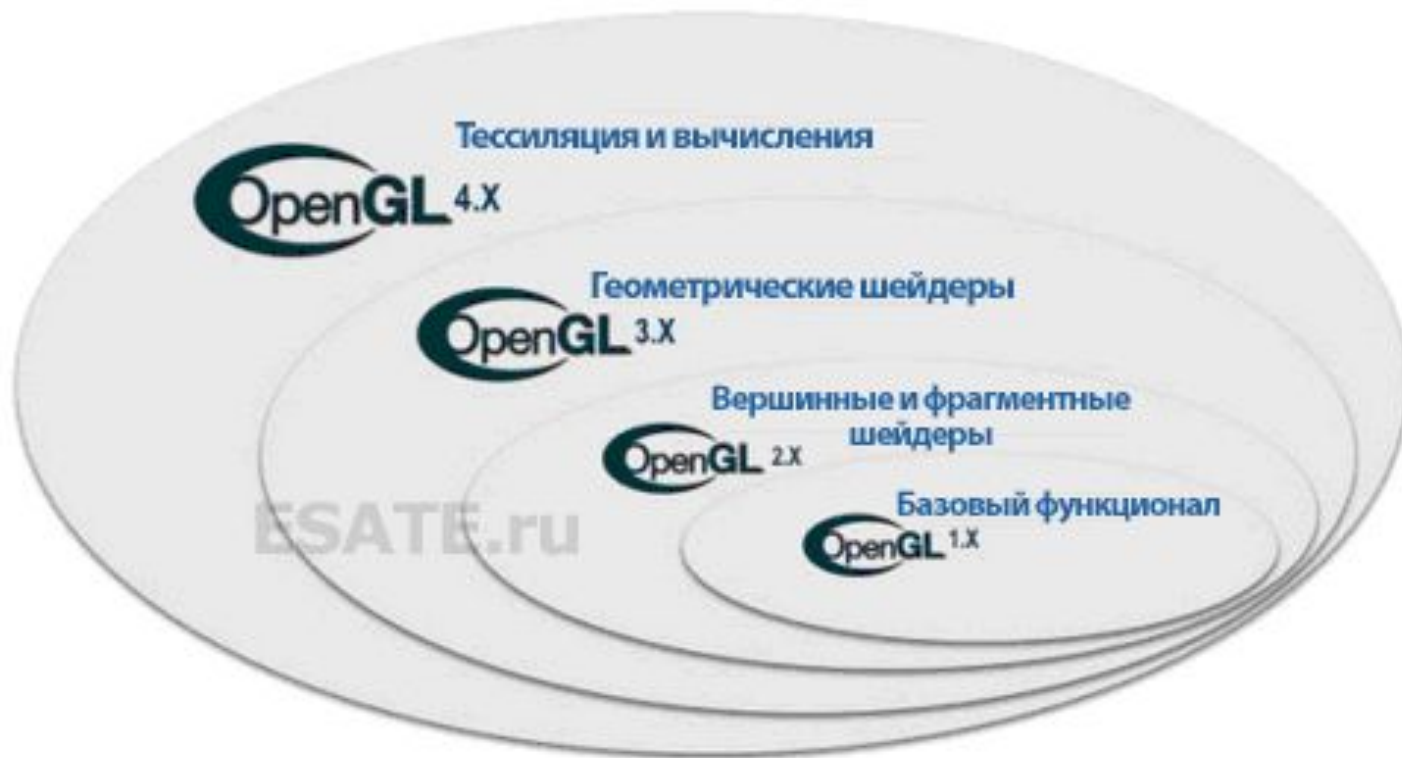 Тессиляция и вычисления
OpenGL 4.X
Геометрические шейдеры
OpenGL 3.X
Вершинные и фрагментные
шейдеры
OpenGL 2.X
Базовый функционал
OpenGL 1.X
ESATE.ru